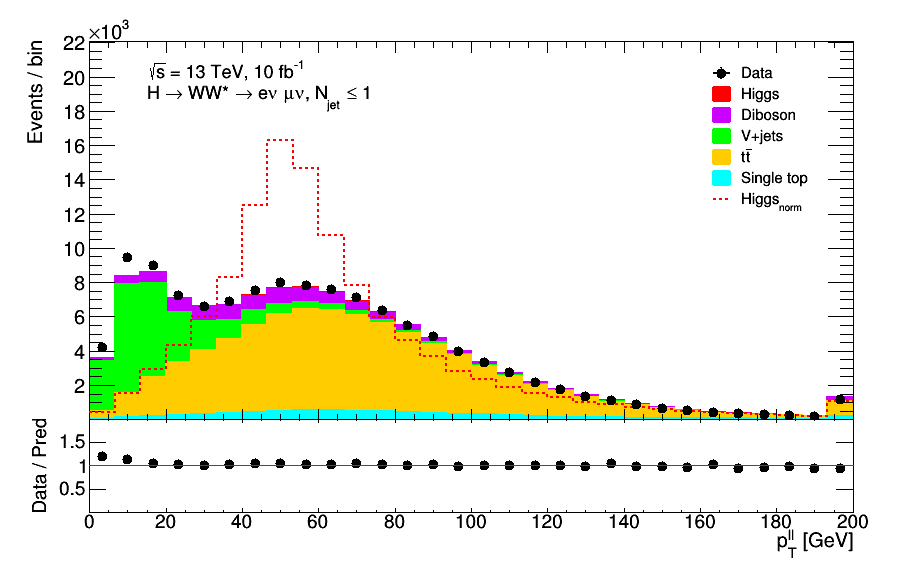 ×10³
Events / bin
22
20
18
16
14
12
10
8
6
4
2
√s = 13 TeV, 10 fb⁻¹
H → WW* → eν μν, N_jet ≤ 1
Data
Higgs
Diboson
V+jets
tt̄
Single top
Higgs_norm
Data / Pred
1.5
1
0.5
0 20 40 60 80 100 120 140 160 180 200
p_T^ll [GeV]